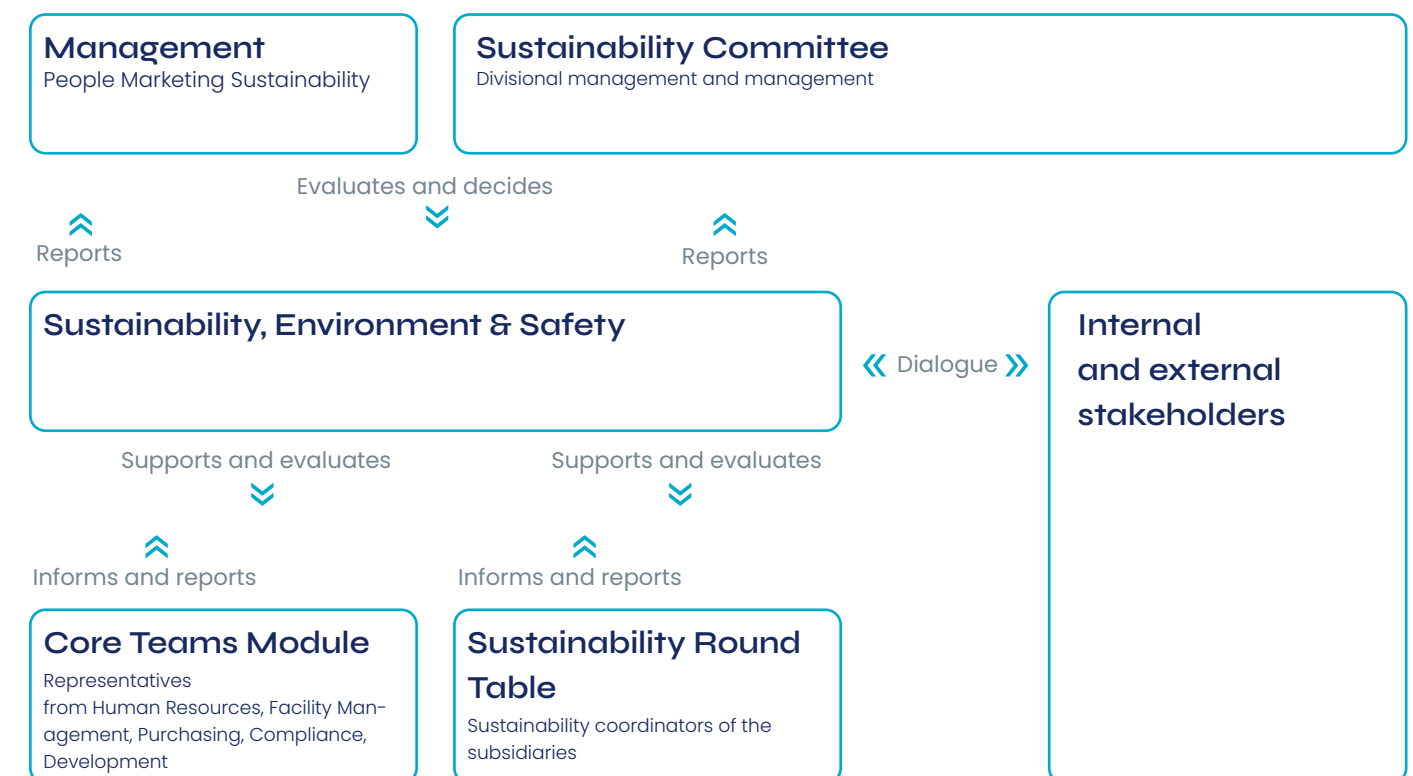 Management
People Marketing Sustainability
Sustainability Committee
Divisional management and management
Evaluates and decides
Reports
Reports
Sustainability, Environment & Safety
Dialogue
Internal
and external
stakeholders
Supports and evaluates
Supports and evaluates
Informs and reports
Informs and reports
Core Teams Module
Representatives
from Human Resources, Facility Man-
agement, Purchasing, Compliance,
Development
Sustainability Round
Table
Sustainability coordinators of the
subsidiaries